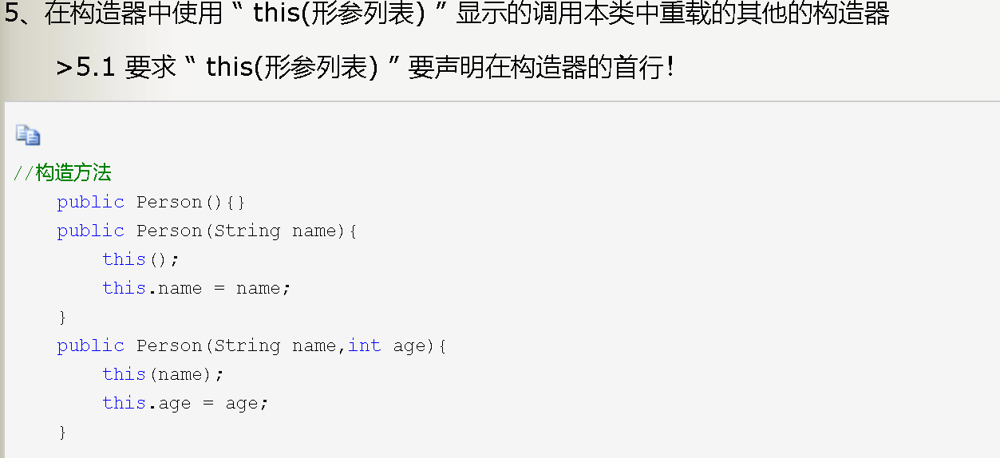 5、在构造器中使用 “ this(形参列表) ” 显示的调用本类中重载的其他的构造器
>5.1 要求 “ this(形参列表) ” 要声明在构造器的首行！
//构造方法
public Person(){}
public Person(String name){
this();
this.name = name;
}
public Person(String name,int age){
this(name);
this.age = age;
}